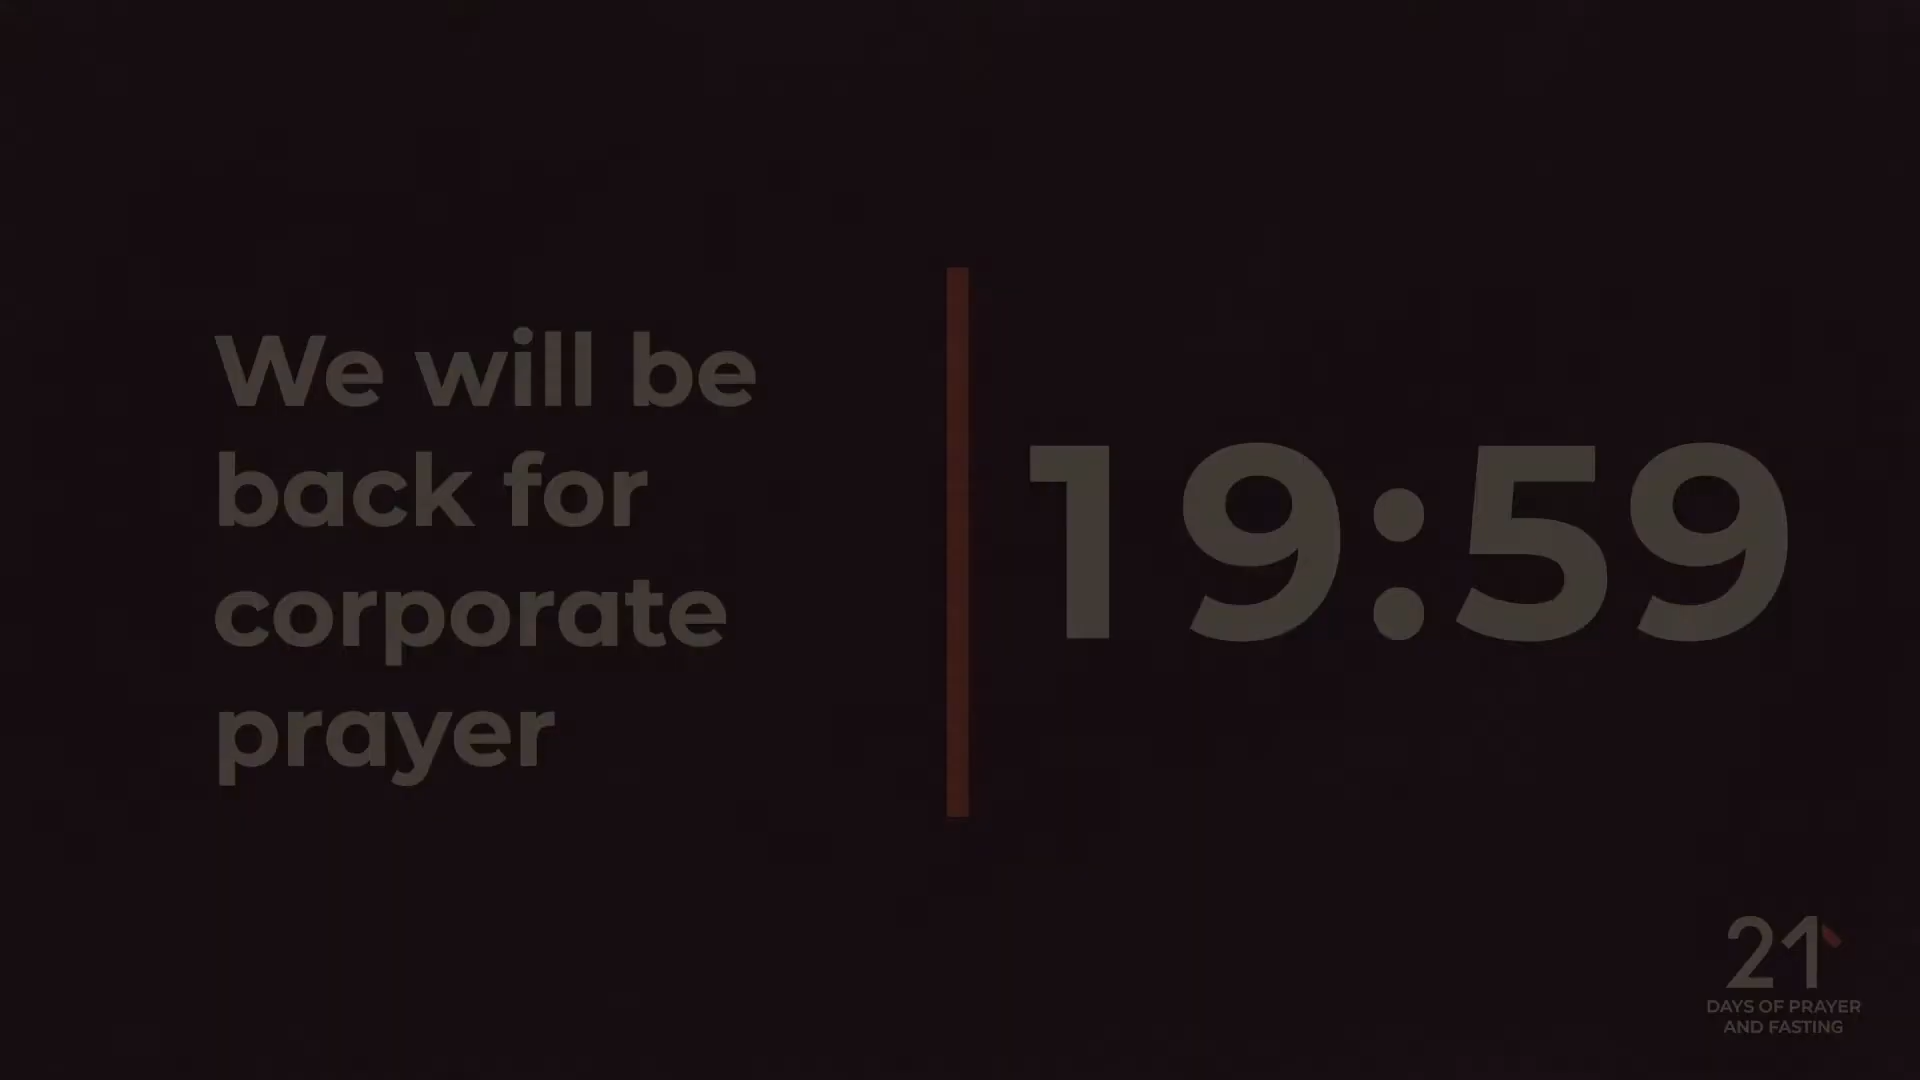 We will be
back for
corporate
prayer
19:59
21
DAYS OF PRAYER
AND FASTING